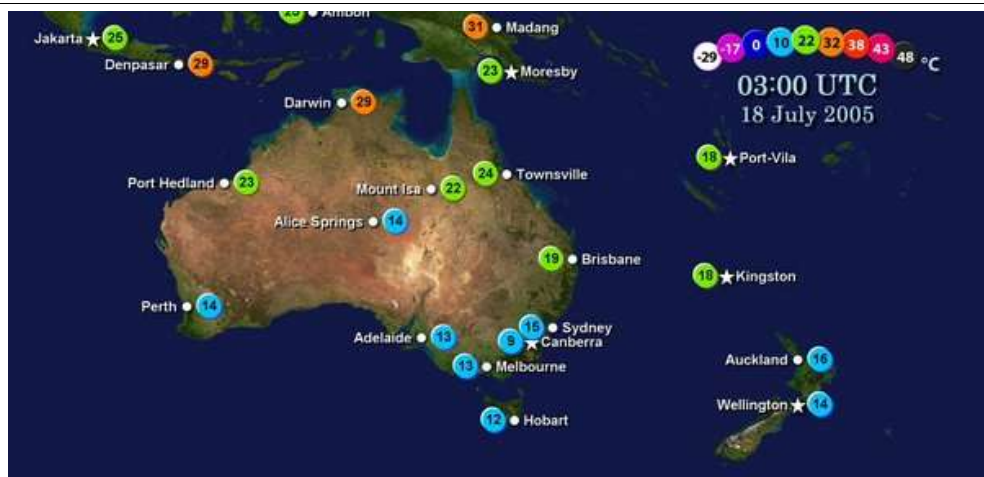 25 Ambon
31 Madang
Jakarta 25
Denpasar 29
23 Moresby
-29 -17 0 10 22 32 38 43 48 °C
03:00 UTC
18 July 2005
Darwin 29
18 Port-Vila
Port Hedland 23
24 Townsville
Mount Isa 22
Alice Springs 14
19 Brisbane
18 Kingston
Perth 14
15 Sydney
Adelaide 13
9 Canberra
13 Melbourne
Auckland 16
Wellington 14
12 Hobart